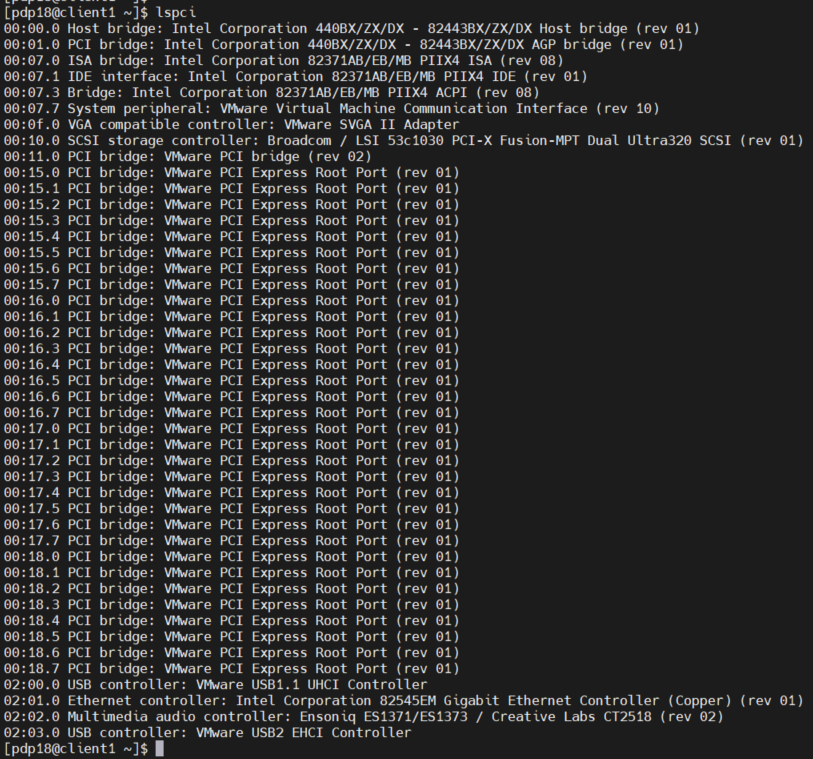 [pdp18@client1 ~]$
[pdp18@client1 ~]$ lspci
00:00.0 Host bridge: Intel Corporation 440BX/ZX/DX - 82443BX/ZX/DX Host bridge (rev 01)
00:01.0 PCI bridge: Intel Corporation 440BX/ZX/DX - 82443BX/ZX/DX AGP bridge (rev 01)
00:07.0 ISA bridge: Intel Corporation 82371AB/EB/MB PIIX4 ISA (rev 08)
00:07.1 IDE interface: Intel Corporation 82371AB/EB/MB PIIX4 IDE (rev 01)
00:07.3 Bridge: Intel Corporation 82371AB/EB/MB PIIX4 ACPI (rev 08)
00:07.7 System peripheral: VMware Virtual Machine Communication Interface (rev 10)
00:0f.0 VGA compatible controller: VMware SVGA II Adapter
00:10.0 SCSI storage controller: Broadcom / LSI 53c1030 PCI-X Fusion-MPT Dual Ultra320 SCSI (rev 01)
00:11.0 PCI bridge: VMware PCI bridge (rev 02)
00:15.0 PCI bridge: VMware PCI Express Root Port (rev 01)
00:15.1 PCI bridge: VMware PCI Express Root Port (rev 01)
00:15.2 PCI bridge: VMware PCI Express Root Port (rev 01)
00:15.3 PCI bridge: VMware PCI Express Root Port (rev 01)
00:15.4 PCI bridge: VMware PCI Express Root Port (rev 01)
00:15.5 PCI bridge: VMware PCI Express Root Port (rev 01)
00:15.6 PCI bridge: VMware PCI Express Root Port (rev 01)
00:15.7 PCI bridge: VMware PCI Express Root Port (rev 01)
00:16.0 PCI bridge: VMware PCI Express Root Port (rev 01)
00:16.1 PCI bridge: VMware PCI Express Root Port (rev 01)
00:16.2 PCI bridge: VMware PCI Express Root Port (rev 01)
00:16.3 PCI bridge: VMware PCI Express Root Port (rev 01)
00:16.4 PCI bridge: VMware PCI Express Root Port (rev 01)
00:16.5 PCI bridge: VMware PCI Express Root Port (rev 01)
00:16.6 PCI bridge: VMware PCI Express Root Port (rev 01)
00:16.7 PCI bridge: VMware PCI Express Root Port (rev 01)
00:17.0 PCI bridge: VMware PCI Express Root Port (rev 01)
00:17.1 PCI bridge: VMware PCI Express Root Port (rev 01)
00:17.2 PCI bridge: VMware PCI Express Root Port (rev 01)
00:17.3 PCI bridge: VMware PCI Express Root Port (rev 01)
00:17.4 PCI bridge: VMware PCI Express Root Port (rev 01)
00:17.5 PCI bridge: VMware PCI Express Root Port (rev 01)
00:17.6 PCI bridge: VMware PCI Express Root Port (rev 01)
00:17.7 PCI bridge: VMware PCI Express Root Port (rev 01)
00:18.0 PCI bridge: VMware PCI Express Root Port (rev 01)
00:18.1 PCI bridge: VMware PCI Express Root Port (rev 01)
00:18.2 PCI bridge: VMware PCI Express Root Port (rev 01)
00:18.3 PCI bridge: VMware PCI Express Root Port (rev 01)
00:18.4 PCI bridge: VMware PCI Express Root Port (rev 01)
00:18.5 PCI bridge: VMware PCI Express Root Port (rev 01)
00:18.6 PCI bridge: VMware PCI Express Root Port (rev 01)
00:18.7 PCI bridge: VMware PCI Express Root Port (rev 01)
02:00.0 USB controller: VMware USB1.1 UHCI Controller
02:01.0 Ethernet controller: Intel Corporation 82545EM Gigabit Ethernet Controller (Copper) (rev 01)
02:02.0 Multimedia audio controller: Ensoniq ES1371/ES1373 / Creative Labs CT2518 (rev 02)
02:03.0 USB controller: VMware USB2 EHCI Controller
[pdp18@client1 ~]$